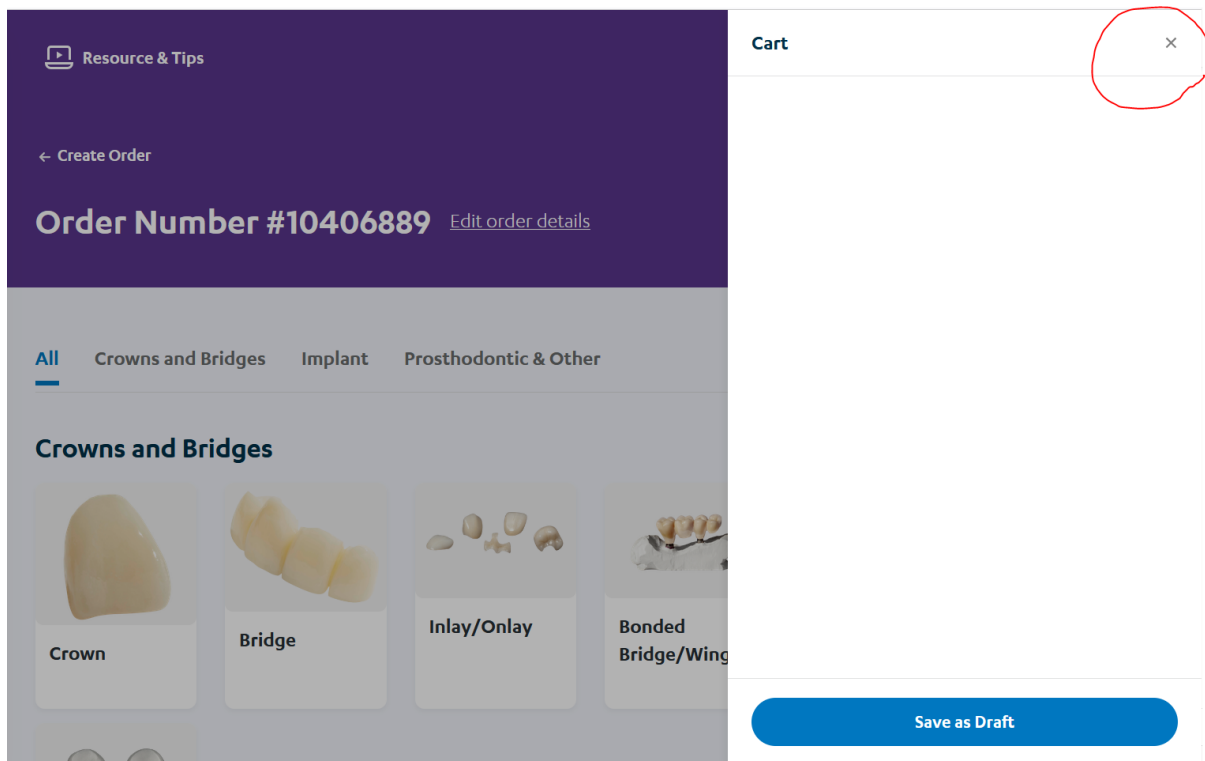 Resource & Tips
Cart
×
← Create Order
Order Number #10406889 Edit order details
All Crowns and Bridges Implant Prosthodontic & Other
Crowns and Bridges
Crown
Bridge
Inlay/Onlay
Bonded
Bridge/Wing
Save as Draft